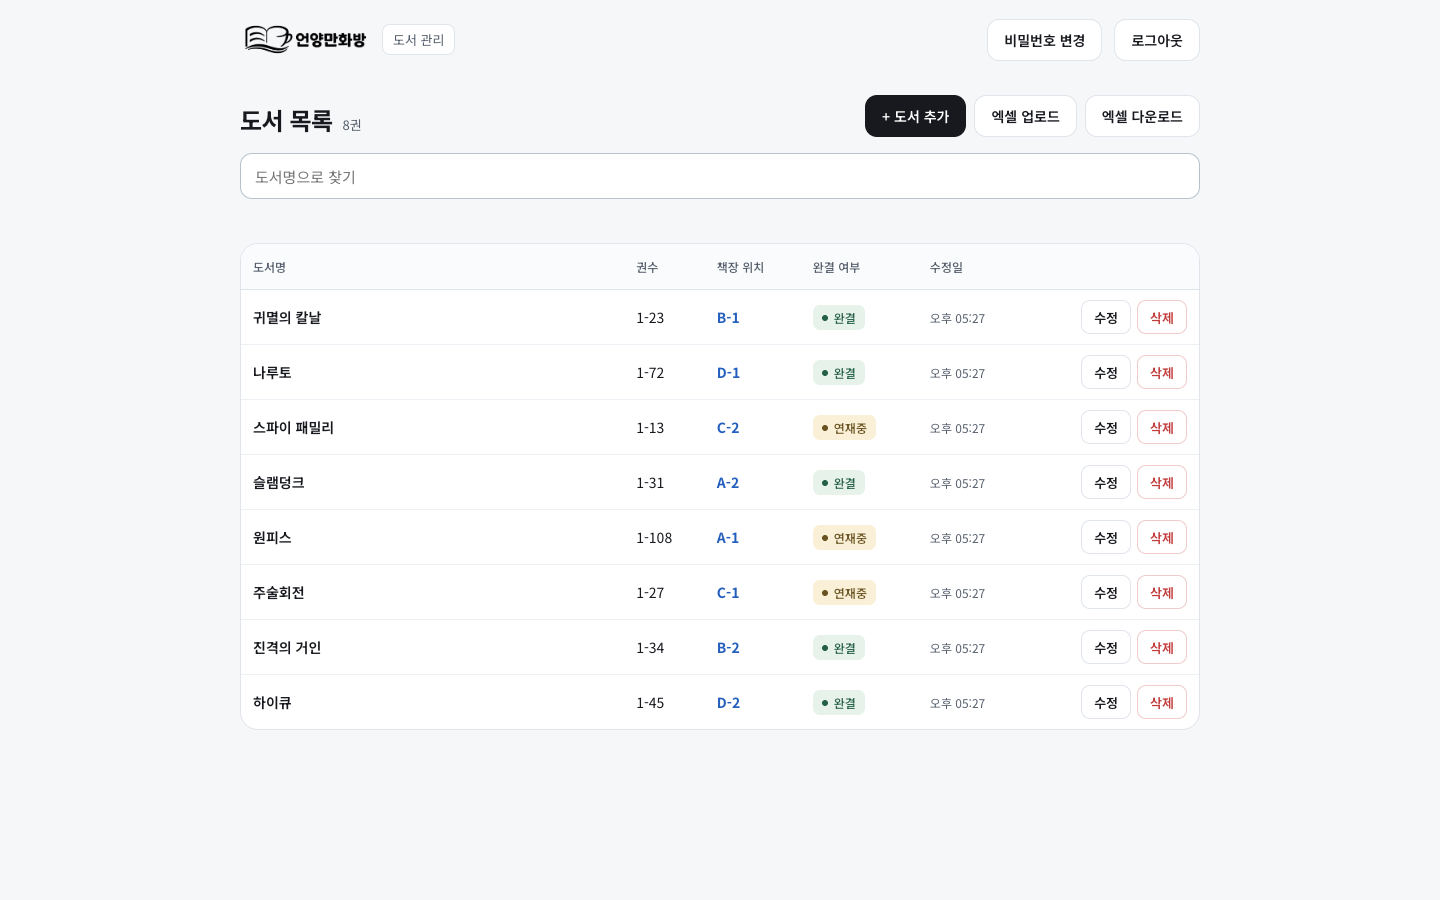 언양만화방 도서 관리 비밀번호 변경 로그아웃
도서 목록 8권 + 도서 추가 엑셀 업로드 엑셀 다운로드
도서명으로 찾기
도서명 권수 책장 위치 완결 여부 수정일
귀멸의 칼날 1-23 B-1 완결 오후 05:27 수정 삭제
나루토 1-72 D-1 완결 오후 05:27 수정 삭제
스파이 패밀리 1-13 C-2 연재중 오후 05:27 수정 삭제
슬램덩크 1-31 A-2 완결 오후 05:27 수정 삭제
원피스 1-108 A-1 연재중 오후 05:27 수정 삭제
주술회전 1-27 C-1 연재중 오후 05:27 수정 삭제
진격의 거인 1-34 B-2 완결 오후 05:27 수정 삭제
하이큐 1-45 D-2 완결 오후 05:27 수정 삭제